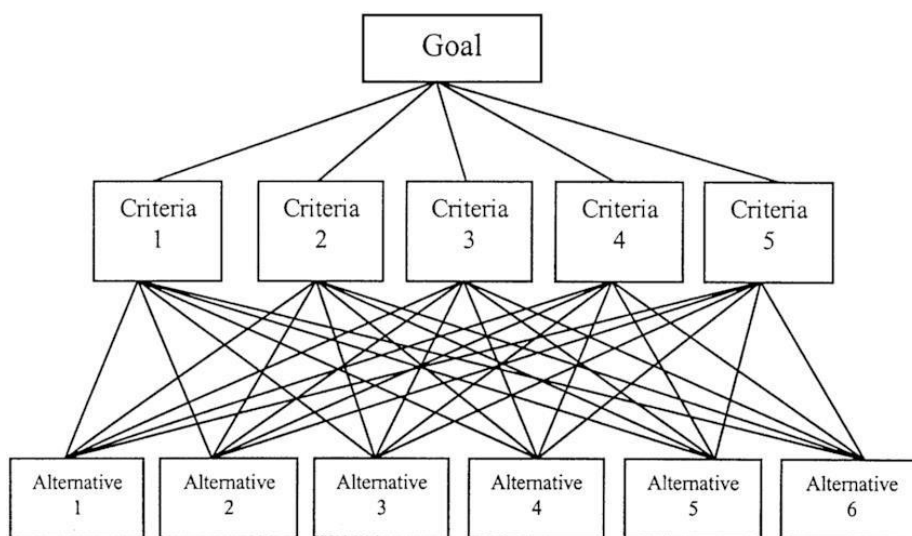 Goal
Criteria
1
Criteria
2
Criteria
3
Criteria
4
Criteria
5
Alternative
1
Alternative
2
Alternative
3
Alternative
4
Alternative
5
Alternative
6